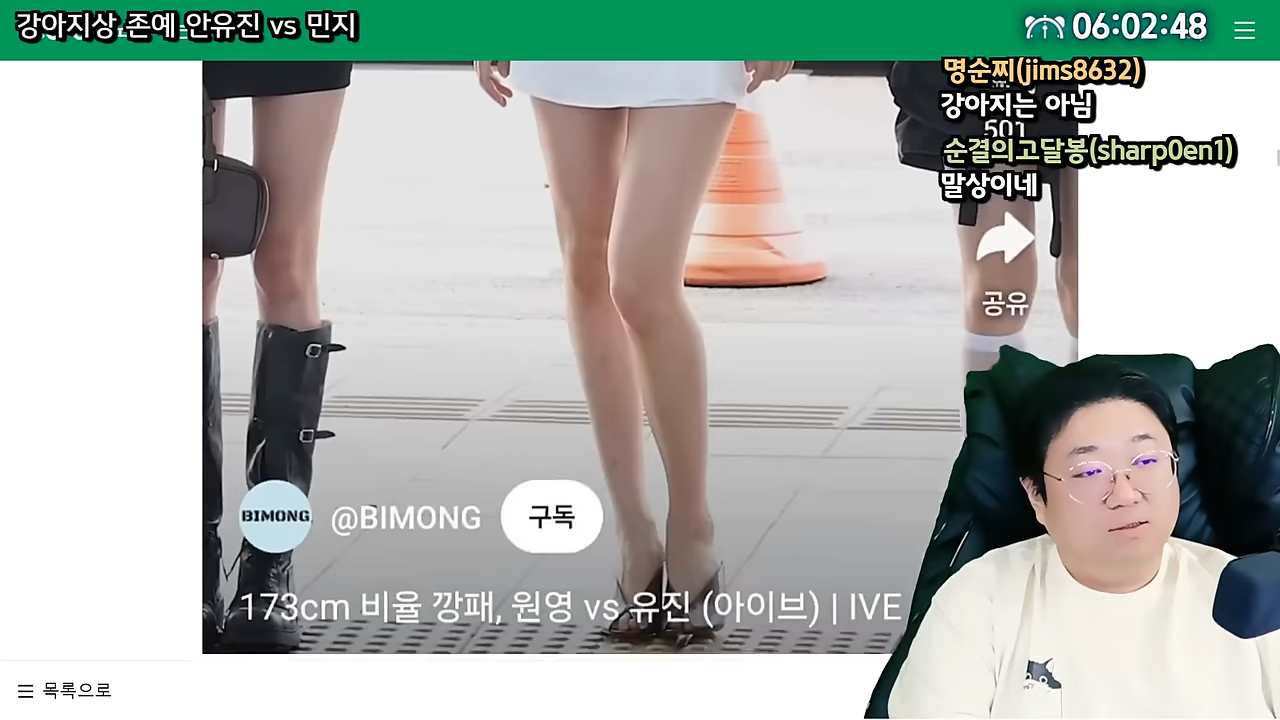 강아지상 존예 안유진 vs 민지
06:02:48
명순찌(jims8632)
강아지는 아님
501
순결의고달봉(sharp0en1)
말상이네
공유
BIMONG
@BIMONG
구독
173cm 비율 깡패, 원영 vs 유진 (아이브) | IVE
목록으로